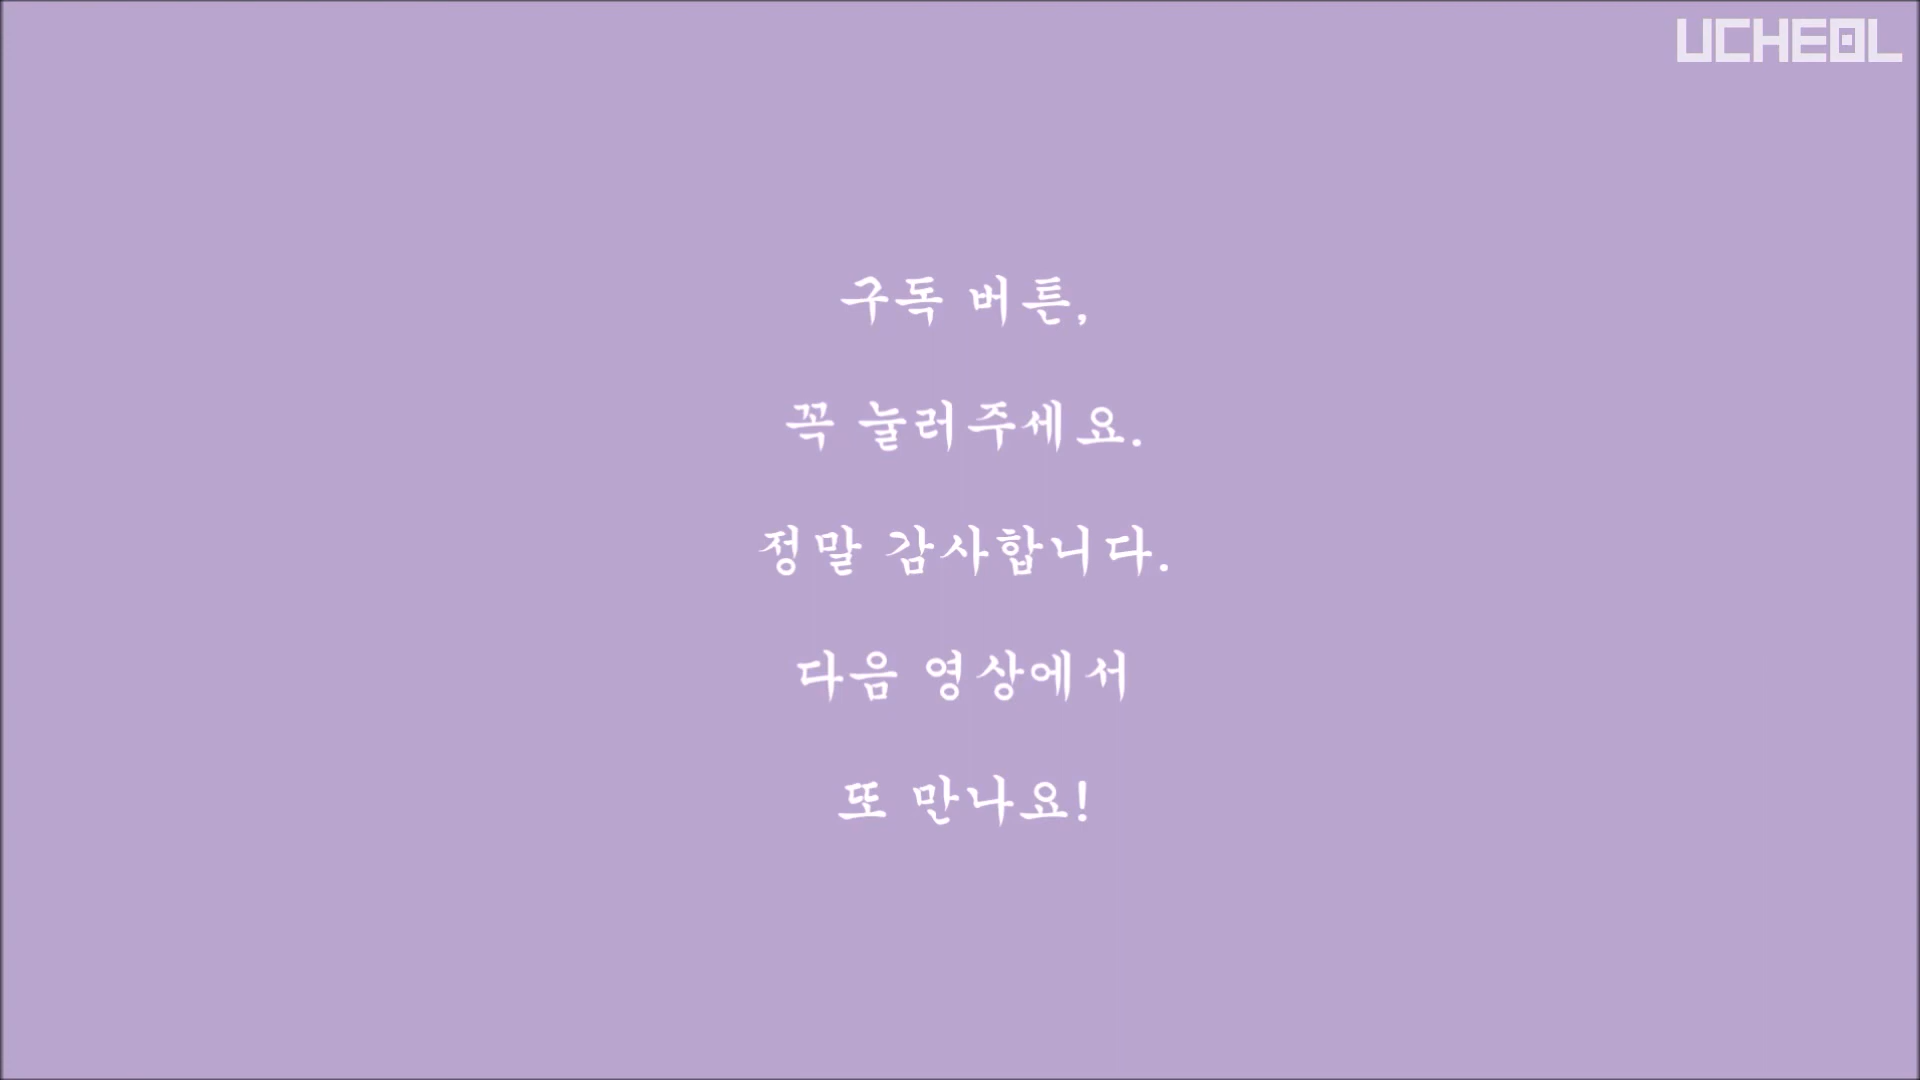 UCHEOL
구독 버튼,
꼭 눌러주세요.
정말 감사합니다.
다음 영상에서
또 만나요!